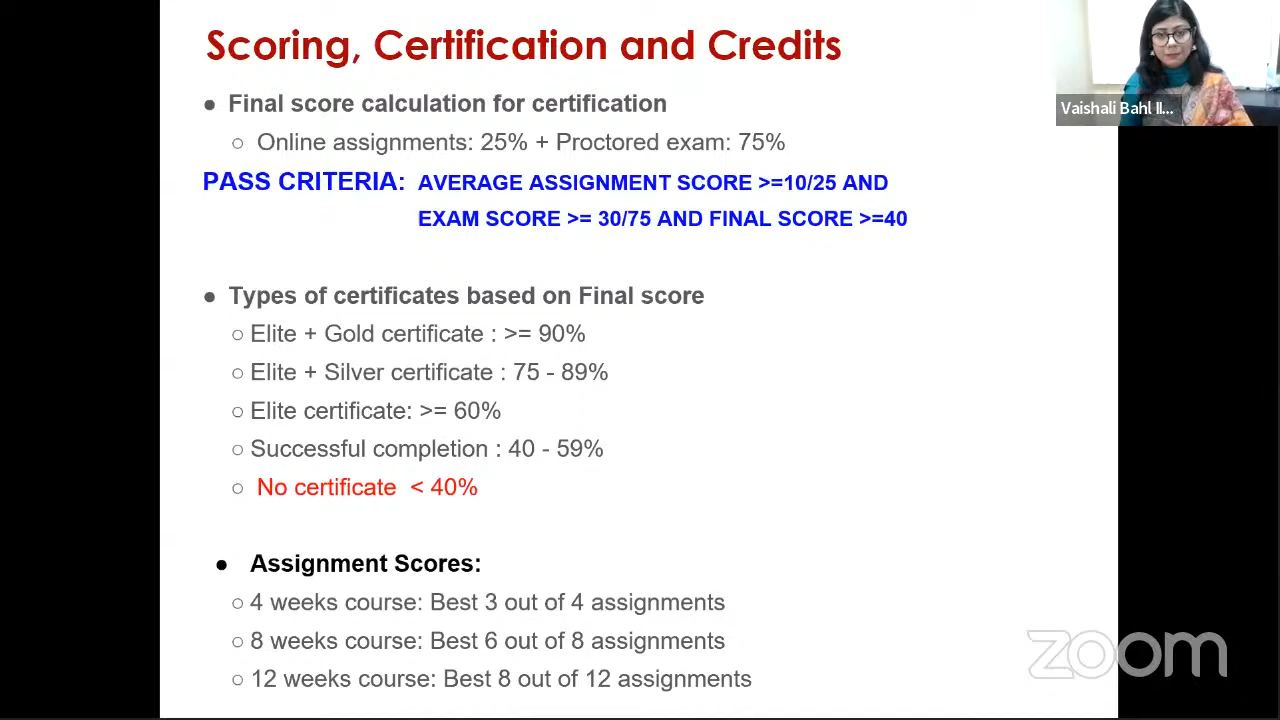 Scoring, Certification and Credits
● Final score calculation for certification
○ Online assignments: 25% + Proctored exam: 75%
PASS CRITERIA: AVERAGE ASSIGNMENT SCORE >=10/25 AND
EXAM SCORE >= 30/75 AND FINAL SCORE >=40
● Types of certificates based on Final score
○ Elite + Gold certificate : >= 90%
○ Elite + Silver certificate : 75 - 89%
○ Elite certificate: >= 60%
○ Successful completion : 40 - 59%
○ No certificate < 40%
● Assignment Scores:
○ 4 weeks course: Best 3 out of 4 assignments
○ 8 weeks course: Best 6 out of 8 assignments
○ 12 weeks course: Best 8 out of 12 assignments
Vaishali Bahl II...
zoom